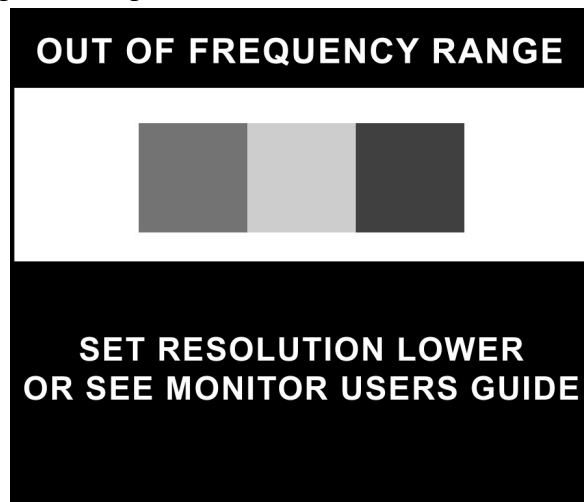 OUT OF FREQUENCY RANGE
SET RESOLUTION LOWER
OR SEE MONITOR USERS GUIDE